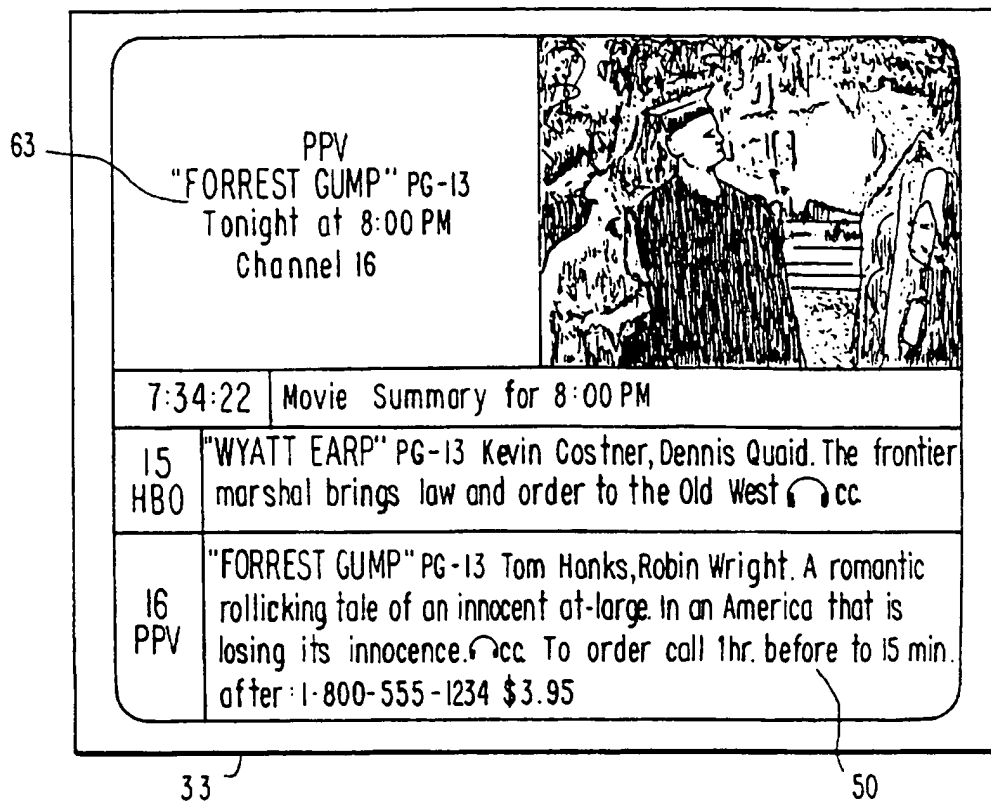 63
PPV
"FORREST GUMP" PG-13
Tonight at 8:00 PM
Channel 16
7:34:22 Movie Summary for 8:00 PM
15 HBO
"WYATT EARP" PG-13 Kevin Costner, Dennis Quaid. The frontier
marshal brings law and order to the Old West cc
16 PPV
"FORREST GUMP" PG-13 Tom Hanks, Robin Wright. A romantic
rollicking tale of an innocent at-large. In an America that is
losing its innocence. cc To order call 1hr. before to 15 min.
after: 1-800-555-1234 $3.95
33
50